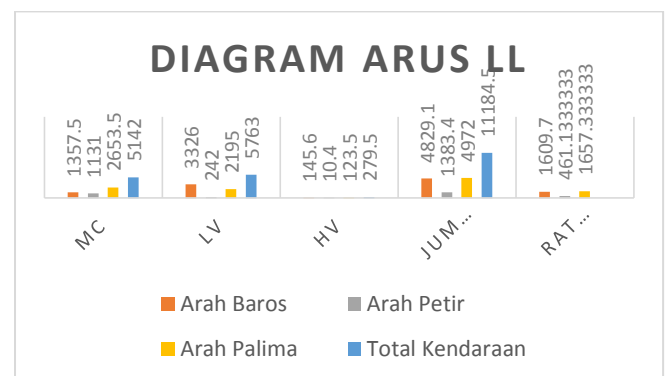 DIAGRAM ARUS LL
1357.5
1131
2653.5
5142
3326
242
2195
5763
145.6
10.4
123.5
279.5
4829.1
1383.4
4972
11184.5
1609.7
461.1333333
1657.333333
MC
LV
HV
JUM...
RAT...
Arah Baros
Arah Petir
Arah Palima
Total Kendaraan